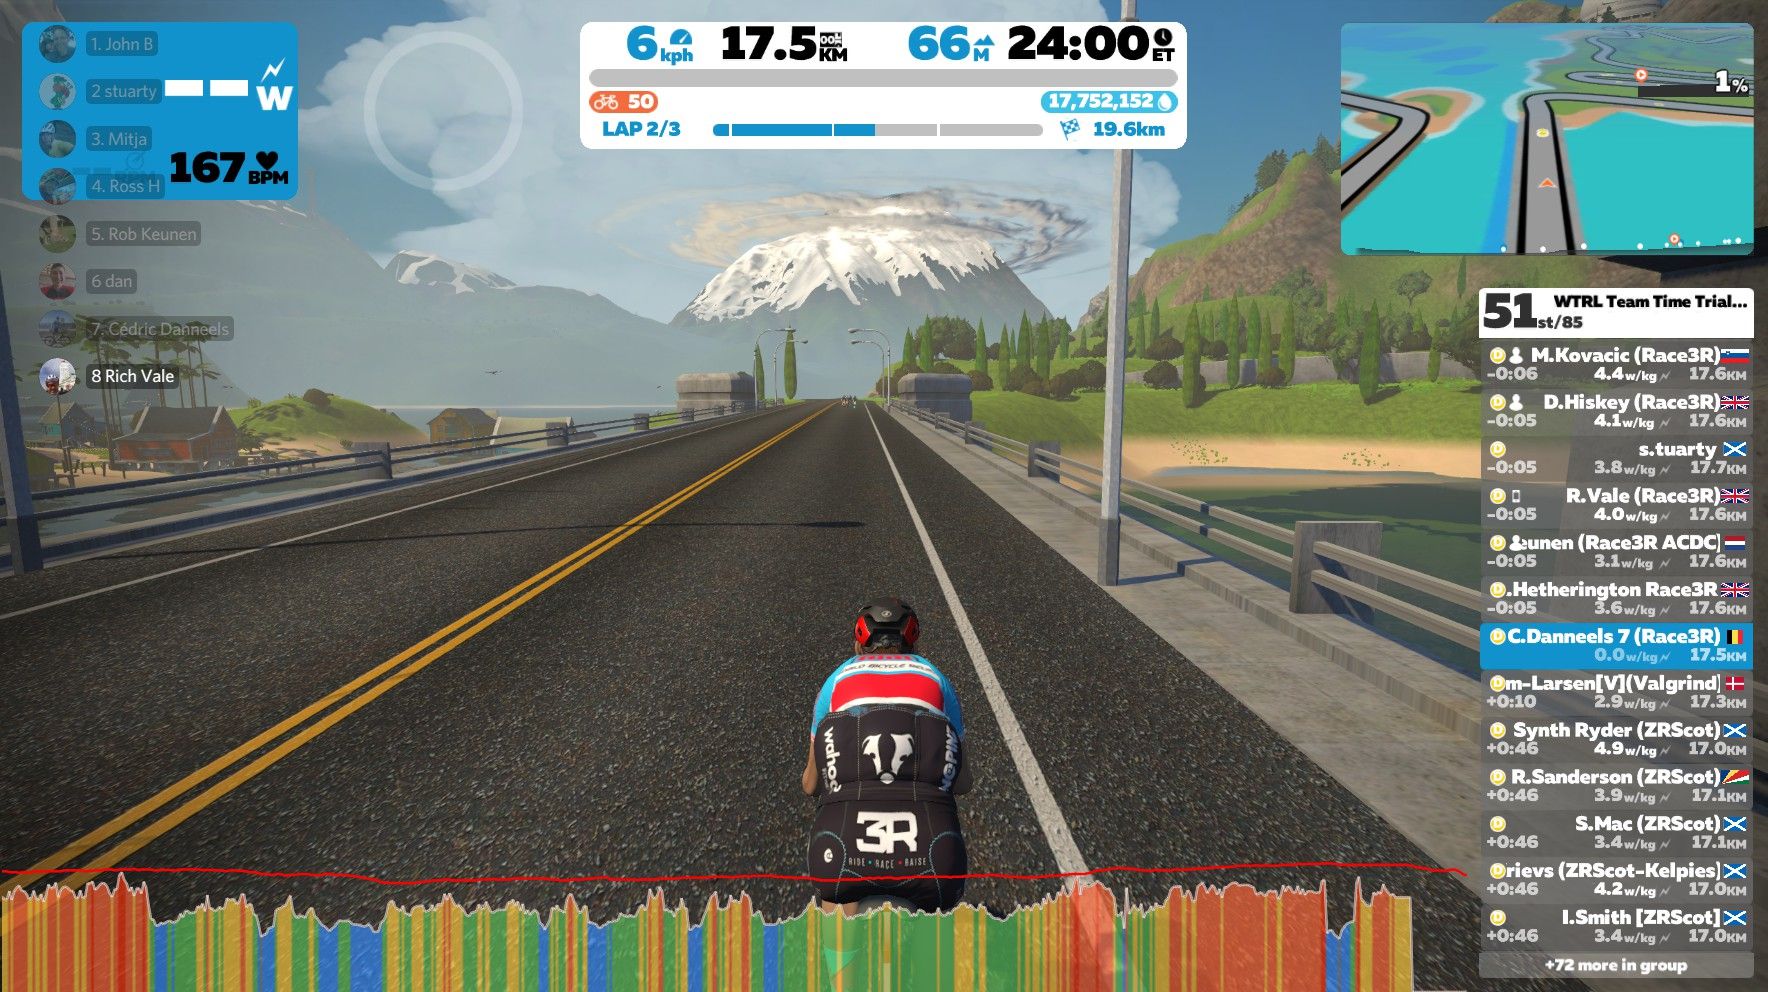 1. John B
2 stuarty
3. Mitja
4. Ross H
5. Rob Keunen
6 dan
7. Cédric Danneels
8 Rich Vale
-- W
167 BPM
6 kph 17.5 KM 66 M 24:00 ET
50 17,752,152
LAP 2/3 19.6km
1%
51st/85 WTRL Team Time Trial...
M.Kovacic (Race3R)
-0:06 4.4w/kg 17.6KM
D.Hiskey (Race3R)
-0:05 4.1w/kg 17.6KM
s.tuarty
-0:05 3.8w/kg 17.7KM
R.Vale (Race3R)
-0:05 4.0w/kg 17.6KM
eunen (Race3R ACDC]
-0:05 3.1w/kg 17.6KM
.Hetherington Race3R
-0:05 3.6w/kg 17.6KM
C.Danneels 7 (Race3R)
0.0w/kg 17.5KM
m-Larsen[V](Valgrind]
+0:10 2.9w/kg 17.3KM
Synth Ryder (ZRScot)
+0:46 4.9w/kg 17.0KM
R.Sanderson (ZRScot)
+0:46 3.9w/kg 17.1KM
S.Mac (ZRScot)
+0:46 3.4w/kg 17.1KM
rievs (ZRScot-Kelpies]
+0:46 4.2w/kg 17.0KM
I.Smith [ZRScot]
+0:46 3.4w/kg 17.0KM
+72 more in group
wahoo
3R
RIDE • RACE • RAISE